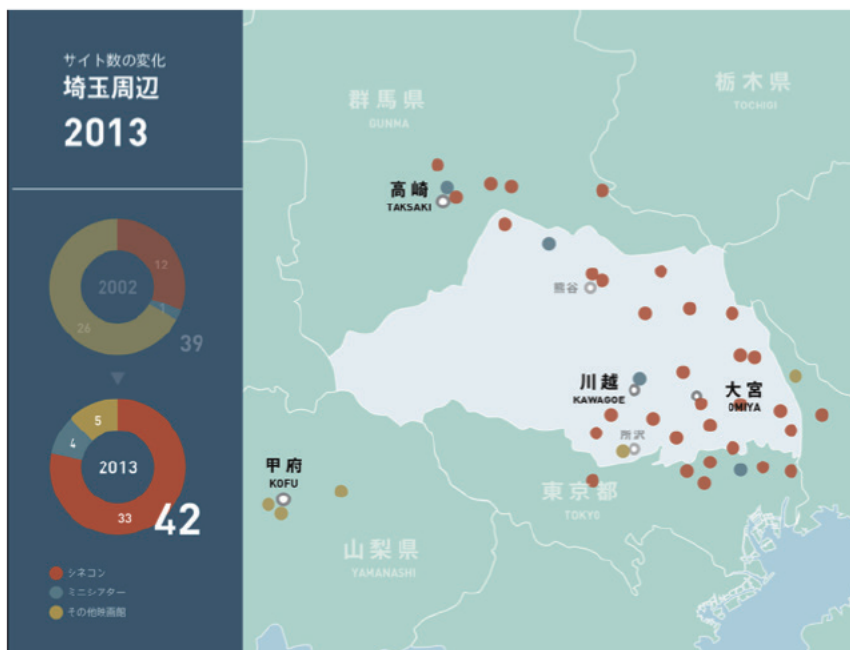 サイト数の変化
埼玉周辺
2013
12
1
2002
26
39
5
4
2013
33
42
シネコン
ミニシアター
その他映画館
群馬県
GUNMA
栃木県
TOCHIGI
高崎
TAKSAKI
熊谷
川越
KAWAGOE
大宮
OMIYA
所沢
甲府
KOFU
東京都
TOKYO
山梨県
YAMANASHI